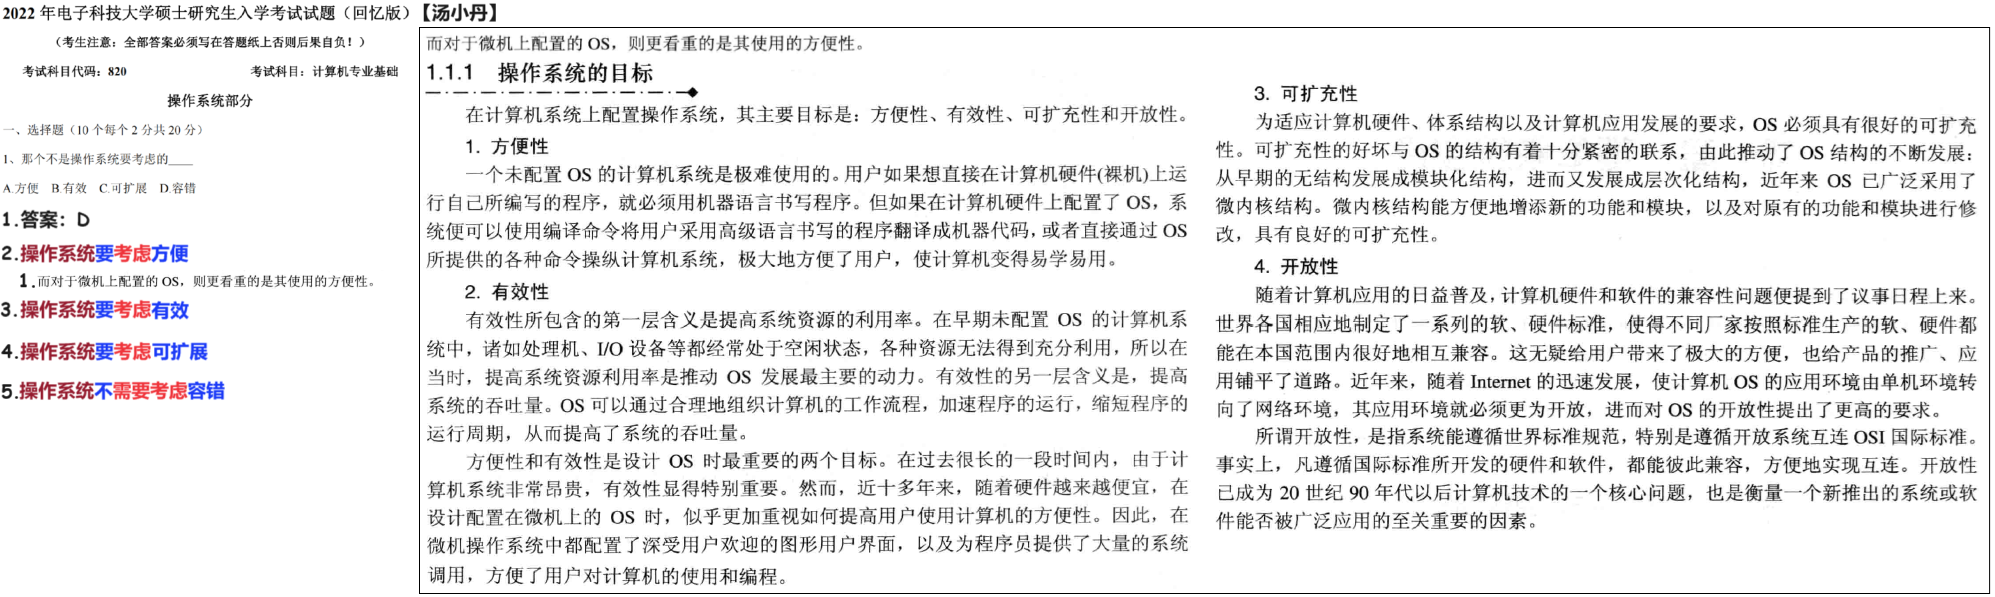 2022 年电子科技大学硕士研究生入学考试试题（回忆版）【汤小丹】
（考生注意：全部答案必须写在答题纸上否则后果自负！）
考试科目代码：820 考试科目：计算机专业基础
操作系统部分
一、选择题（10 个每个 2 分共 20 分）
1、那个不是操作系统要考虑的____
A.方便 B.有效 C.可扩展 D.容错
1.答案：D
2.操作系统要考虑方便
1.而对于微机上配置的 OS，则更看重的是其使用的方便性。
3.操作系统要考虑有效
4.操作系统要考虑可扩展
5.操作系统不需要考虑容错
而对于微机上配置的 OS，则更看重的是其使用的方便性。
1.1.1 操作系统的目标
在计算机系统上配置操作系统，其主要目标是：方便性、有效性、可扩充性和开放性。
1. 方便性
一个未配置 OS 的计算机系统是极难使用的。用户如果想直接在计算机硬件(裸机)上运
行自己所编写的程序，就必须用机器语言书写程序。但如果在计算机硬件上配置了 OS，系
统便可以使用编译命令将用户采用高级语言书写的程序翻译成机器代码，或者直接通过 OS
所提供的各种命令操纵计算机系统，极大地方便了用户，使计算机变得易学易用。
2. 有效性
有效性所包含的第一层含义是提高系统资源的利用率。在早期未配置 OS 的计算机系
统中，诸如处理机、I/O 设备等都经常处于空闲状态，各种资源无法得到充分利用，所以在
当时，提高系统资源利用率是推动 OS 发展最主要的动力。有效性的另一层含义是，提高
系统的吞吐量。OS 可以通过合理地组织计算机的工作流程，加速程序的运行，缩短程序的
运行周期，从而提高了系统的吞吐量。
方便性和有效性是设计 OS 时最重要的两个目标。在过去很长的一段时间内，由于计
算机系统非常昂贵，有效性显得特别重要。然而，近十多年来，随着硬件越来越便宜，在
设计配置在微机上的 OS 时，似乎更加重视如何提高用户使用计算机的方便性。因此，在
微机操作系统中都配置了深受用户欢迎的图形用户界面，以及为程序员提供了大量的系统
调用，方便了用户对计算机的使用和编程。
3. 可扩充性
为适应计算机硬件、体系结构以及计算机应用发展的要求，OS 必须具有很好的可扩充
性。可扩充性的好坏与 OS 的结构有着十分紧密的联系，由此推动了 OS 结构的不断发展：
从早期的无结构发展成模块化结构，进而又发展成层次化结构，近年来 OS 已广泛采用了
微内核结构。微内核结构能方便地增添新的功能和模块，以及对原有的功能和模块进行修
改，具有良好的可扩充性。
4. 开放性
随着计算机应用的日益普及，计算机硬件和软件的兼容性问题便提到了议事日程上来。
世界各国相应地制定了一系列的软、硬件标准，使得不同厂家按照标准生产的软、硬件都
能在本国范围内很好地相互兼容。这无疑给用户带来了极大的方便，也给产品的推广、应
用铺平了道路。近年来，随着 Internet 的迅速发展，使计算机 OS 的应用环境由单机环境转
向了网络环境，其应用环境就必须更为开放，进而对 OS 的开放性提出了更高的要求。
所谓开放性，是指系统能遵循世界标准规范，特别是遵循开放系统互连 OSI 国际标准。
事实上，凡遵循国际标准所开发的硬件和软件，都能彼此兼容，方便地实现互连。开放性
已成为 20 世纪 90 年代以后计算机技术的一个核心问题，也是衡量一个新推出的系统或软
件能否被广泛应用的至关重要的因素。